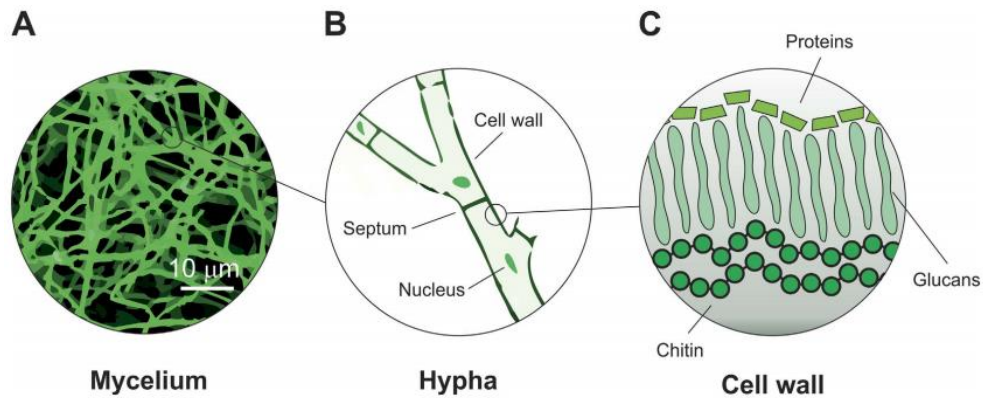 A
B
C
Proteins
Cell wall
Septum
10 μm
Nucleus
Glucans
Chitin
Mycelium
Hypha
Cell wall